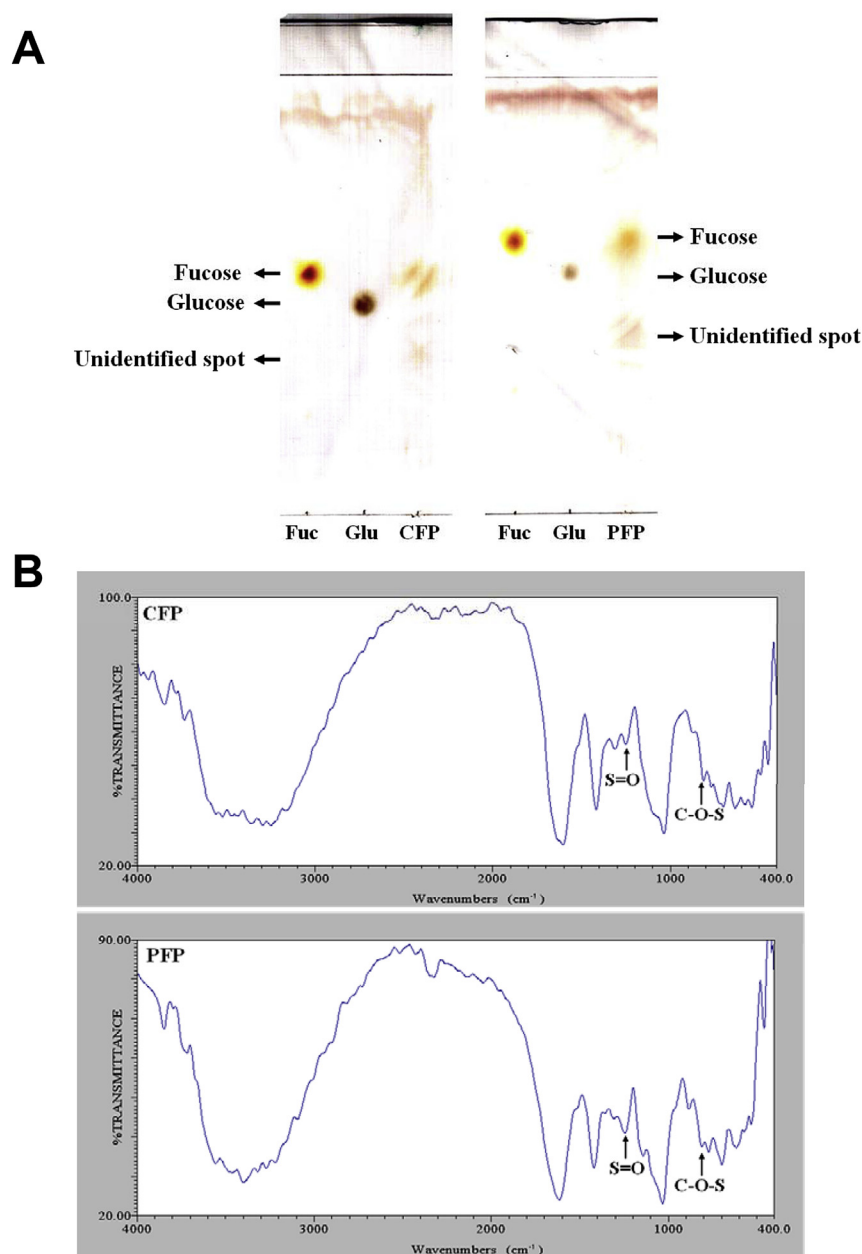 A
Fucose
Glucose
Unidentified spot
Fucose
Glucose
Unidentified spot
Fuc Glu CFP
Fuc Glu PFP
B
100.0
CFP
%TRANSMITTANCE
S=O
C-O-S
20.00
4000 3000 2000 1000 400.0
Wavenumbers (cm⁻¹)
90.00
PFP
%TRANSMITTANCE
S=O
C-O-S
20.00
4000 3000 2000 1000 400.0
Wavenumbers (cm⁻¹)